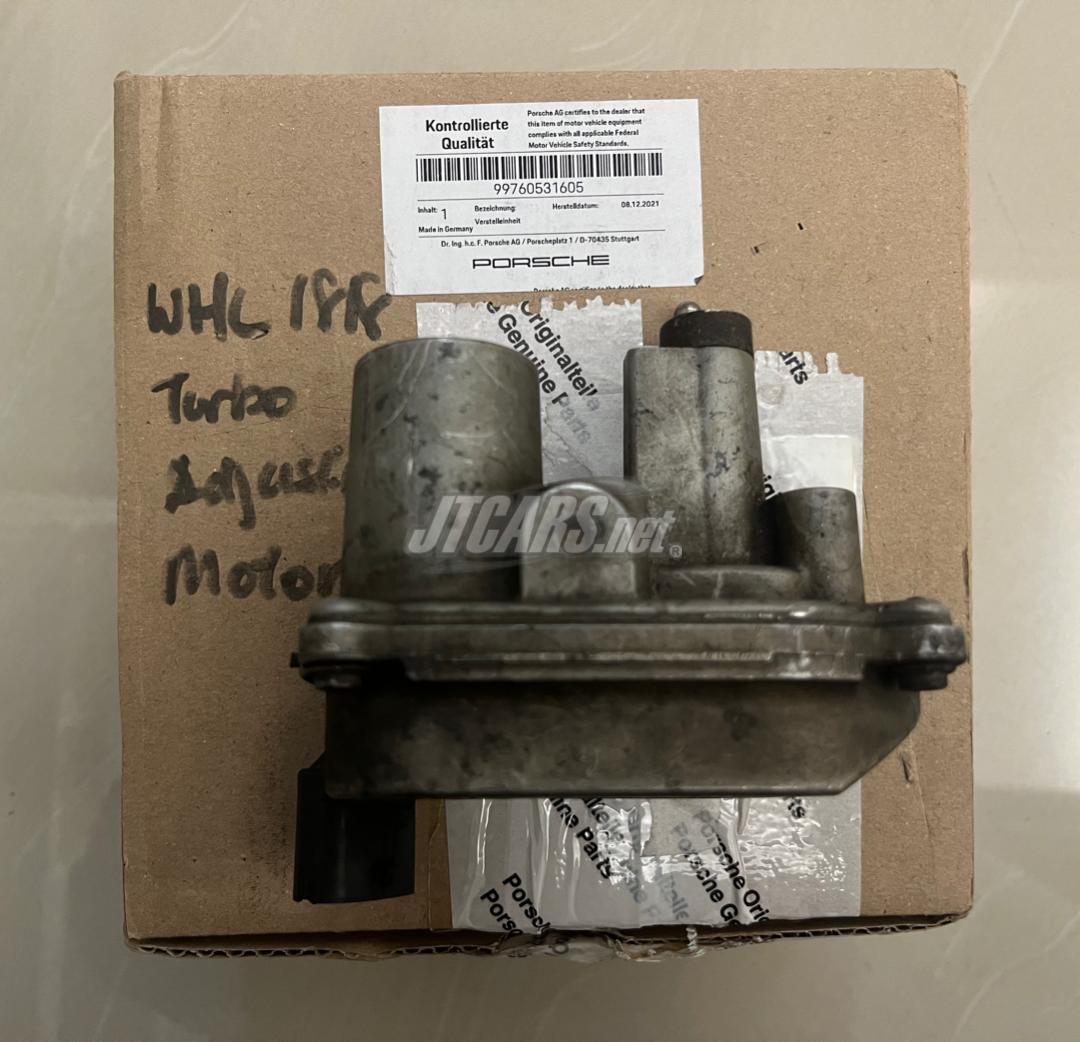 Kontrollierte
Qualität
Porsche AG certifies to the dealer that
this item of motor vehicle equipment
complies with all applicable Federal
Motor Vehicle Safety Standards.
99760531605
Inhalt: 1
Bezeichnung:
Verstelleinheit
Herstelldatum: 08.12.2021
Made in Germany
Dr. Ing. h.c. F. Porsche AG / Porscheplatz 1 / D-70435 Stuttgart
PORSCHE
Originalteile
Genuine Parts
Turbo
Motor
JTCARS.net®
Parts
Porsche Genuine